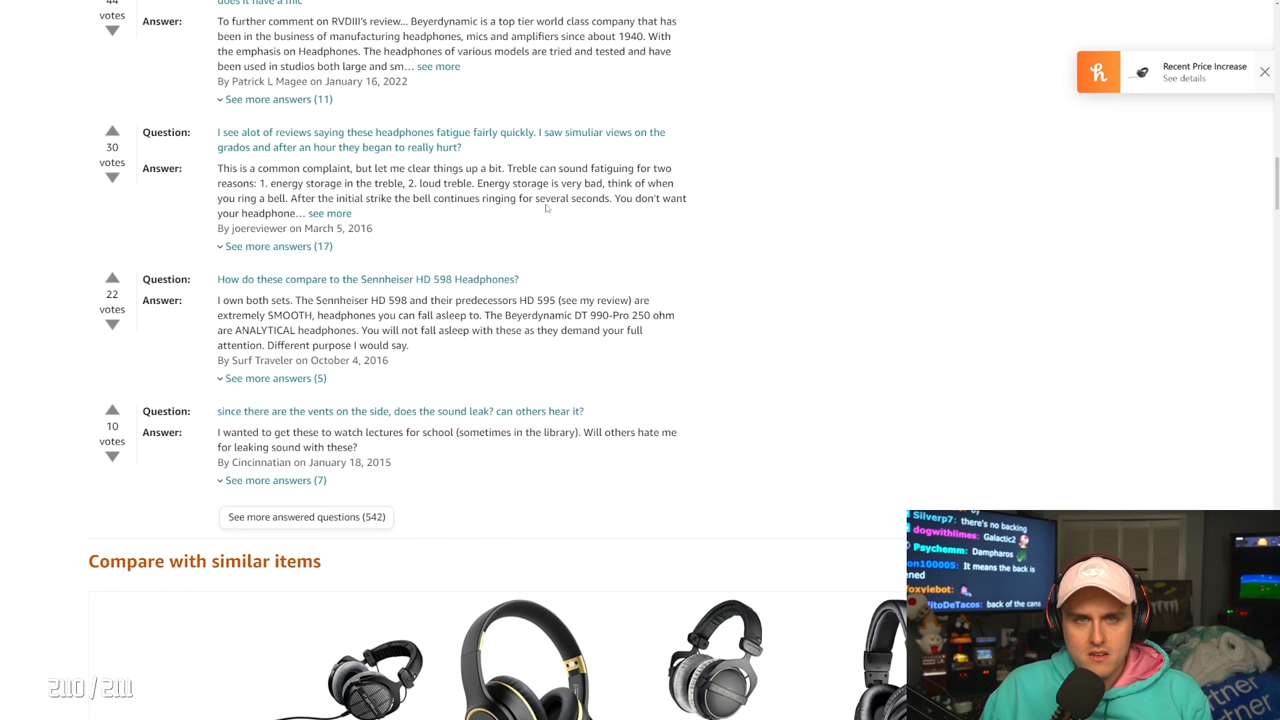 44
does it have a mic
votes
Answer:
To further comment on RVDIII's review... Beyerdynamic is a top tier world class company that has
been in the business of manufacturing headphones, mics and amplifiers since about 1940. With
the emphasis on Headphones. The headphones of various models are tried and tested and have
been used in studios both large and sm… see more
By Patrick L Magee on January 16, 2022
See more answers (11)
Recent Price Increase
See details
30
votes
Question:
I see alot of reviews saying these headphones fatigue fairly quickly. I saw simuliar views on the
grados and after an hour they began to really hurt?
Answer:
This is a common complaint, but let me clear things up a bit. Treble can sound fatiguing for two
reasons: 1. energy storage in the treble, 2. loud treble. Energy storage is very bad, think of when
you ring a bell. After the initial strike the bell continues ringing for several seconds. You don't want
your headphone… see more
By joereviewer on March 5, 2016
See more answers (17)
22
votes
Question:
How do these compare to the Sennheiser HD 598 Headphones?
Answer:
I own both sets. The Sennheiser HD 598 and their predecessors HD 595 (see my review) are
extremely SMOOTH, headphones you can fall asleep to. The Beyerdynamic DT 990-Pro 250 ohm
are ANALYTICAL headphones. You will not fall asleep with these as they demand your full
attention. Different purpose I would say.
By Surf Traveler on October 4, 2016
See more answers (5)
10
votes
Question:
since there are the vents on the side, does the sound leak? can others hear it?
Answer:
I wanted to get these to watch lectures for school (sometimes in the library). Will others hate me
for leaking sound with these?
By Cincinnatian on January 18, 2015
See more answers (7)
See more answered questions (542)
Compare with similar items
Silverp7: there's no backing
dogwithlimes: Galactic2
Psychemm: Dampharos
on100005: It means the back is
ened
foxviebot:
litoDeTacos: back of the cans
rtner
rtner
2110 / 211